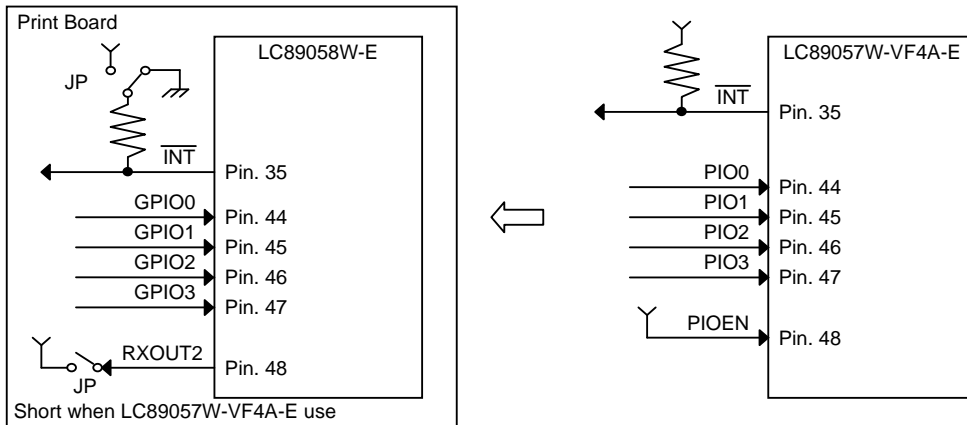 Print Board
LC89058W-E
JP
INT
Pin. 35
GPIO0
Pin. 44
GPIO1
Pin. 45
GPIO2
Pin. 46
GPIO3
Pin. 47
RXOUT2
Pin. 48
JP
Short when LC89057W-VF4A-E use
LC89057W-VF4A-E
INT
Pin. 35
PIO0
Pin. 44
PIO1
Pin. 45
PIO2
Pin. 46
PIO3
Pin. 47
PIOEN
Pin. 48